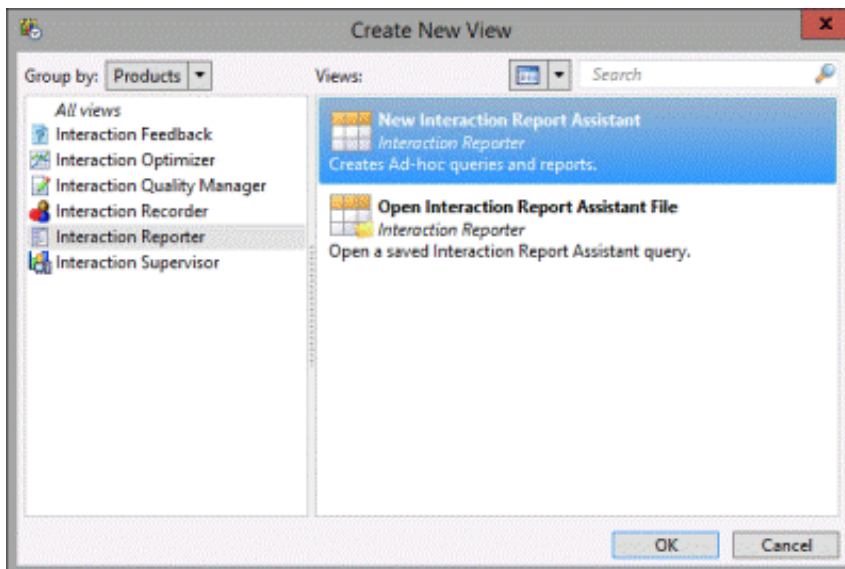 Create New View
Group by: Products
Views:
Search
All views
Interaction Feedback
Interaction Optimizer
Interaction Quality Manager
Interaction Recorder
Interaction Reporter
Interaction Supervisor
New Interaction Report Assistant
Interaction Reporter
Creates Ad-hoc queries and reports.
Open Interaction Report Assistant File
Interaction Reporter
Open a saved Interaction Report Assistant query.
OK
Cancel